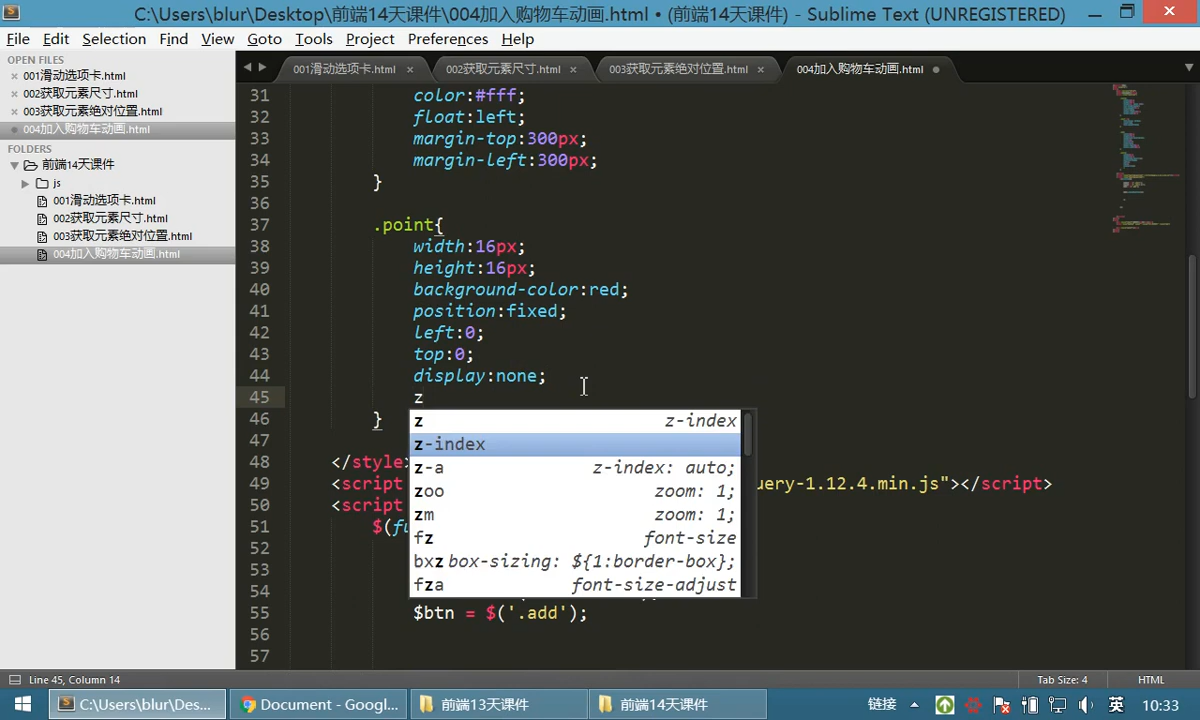 C:\Users\blur\Desktop\前端14天课件\004加入购物车动画.html • (前端14天课件) - Sublime Text (UNREGISTERED)
File Edit Selection Find View Goto Tools Project Preferences Help
OPEN FILES
001滑动选项卡.html
002获取元素尺寸.html
003获取元素绝对位置.html
004加入购物车动画.html
FOLDERS
前端14天课件
js
001滑动选项卡.html
002获取元素尺寸.html
003获取元素绝对位置.html
004加入购物车动画.html
001滑动选项卡.html 002获取元素尺寸.html 003获取元素绝对位置.html 004加入购物车动画.html
31 color:#fff;
32 float:left;
33 margin-top:300px;
34 margin-left:300px;
35 }
36
37 .point{
38 width:16px;
39 height:16px;
40 background-color:red;
41 position:fixed;
42 left:0;
43 top:0;
44 display:none;
45 z
46 }
47
48 </style>
49 <script uery-1.12.4.min.js"></script>
50 <script
51 $(fu
52
53
54
55 $btn = $('.add');
56
57
z z-index
z-index
z-a z-index: auto;
zoo zoom: 1;
zm zoom: 1;
fz font-size
bxz box-sizing: ${1:border-box};
fza font-size-adjust
Line 45, Column 14 Tab Size: 4 HTML
C:\Users\blur\Des... Document - Googl... 前端13天课件 前端14天课件 链接 英 10:33